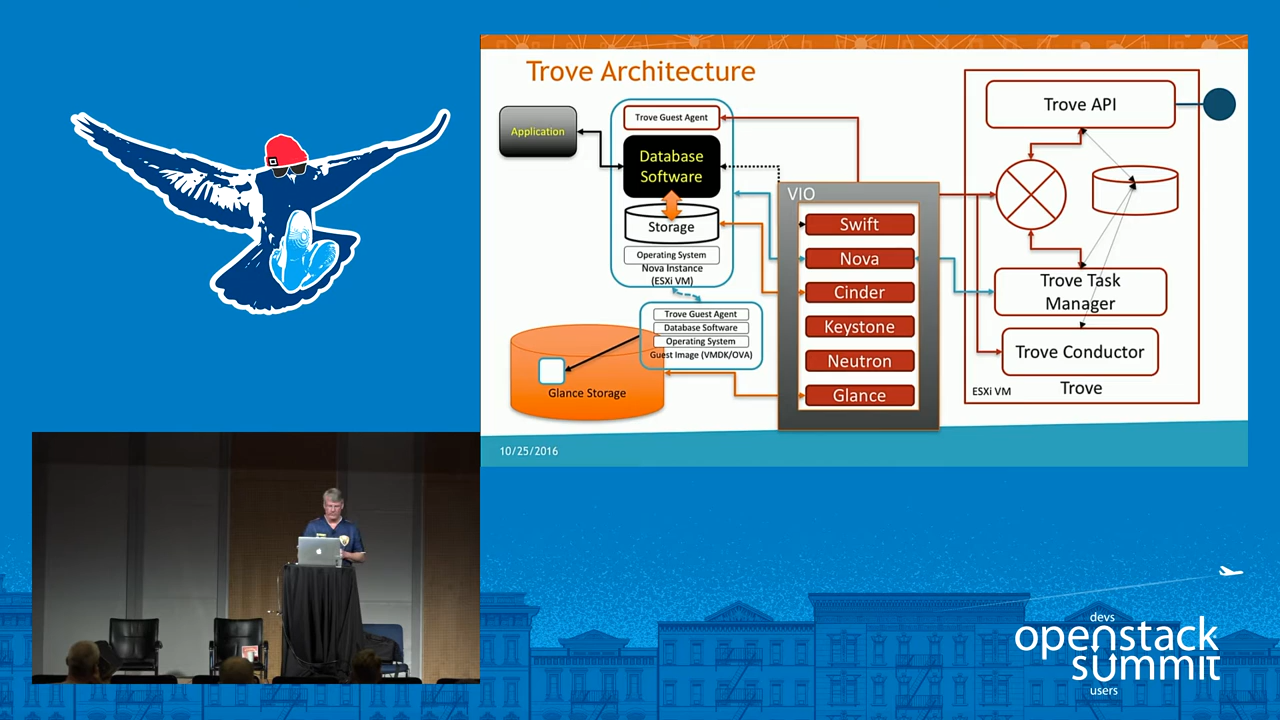 Trove Architecture
Application
Trove Guest Agent
Database
Software
Storage
Operating System
Nova Instance
(ESXi VM)
Trove Guest Agent
Database Software
Operating System
Guest Image (VMDK/OVA)
Glance Storage
VIO
Swift
Nova
Cinder
Keystone
Neutron
Glance
Trove API
Trove Task
Manager
Trove Conductor
ESXi VM
Trove
10/25/2016
devs
openstack
summit
users